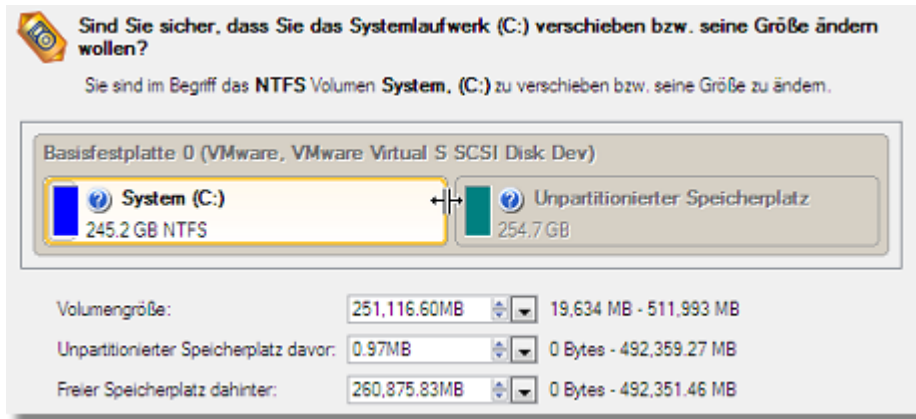 Sind Sie sicher, dass Sie das Systemlaufwerk (C:) verschieben bzw. seine Größe ändern
wollen?
Sie sind im Begriff das NTFS Volumen System, (C:) zu verschieben bzw. seine Größe zu ändern.
Basisfestplatte 0 (VMware, VMware Virtual S SCSI Disk Dev)
System (C:)
245.2 GB NTFS
Unpartitionierter Speicherplatz
254.7 GB
Volumengröße: 251,116.60MB 19,634 MB - 511,993 MB
Unpartitionierter Speicherplatz davor: 0.97MB 0 Bytes - 492,359.27 MB
Freier Speicherplatz dahinter: 260,875.83MB 0 Bytes - 492,351.46 MB